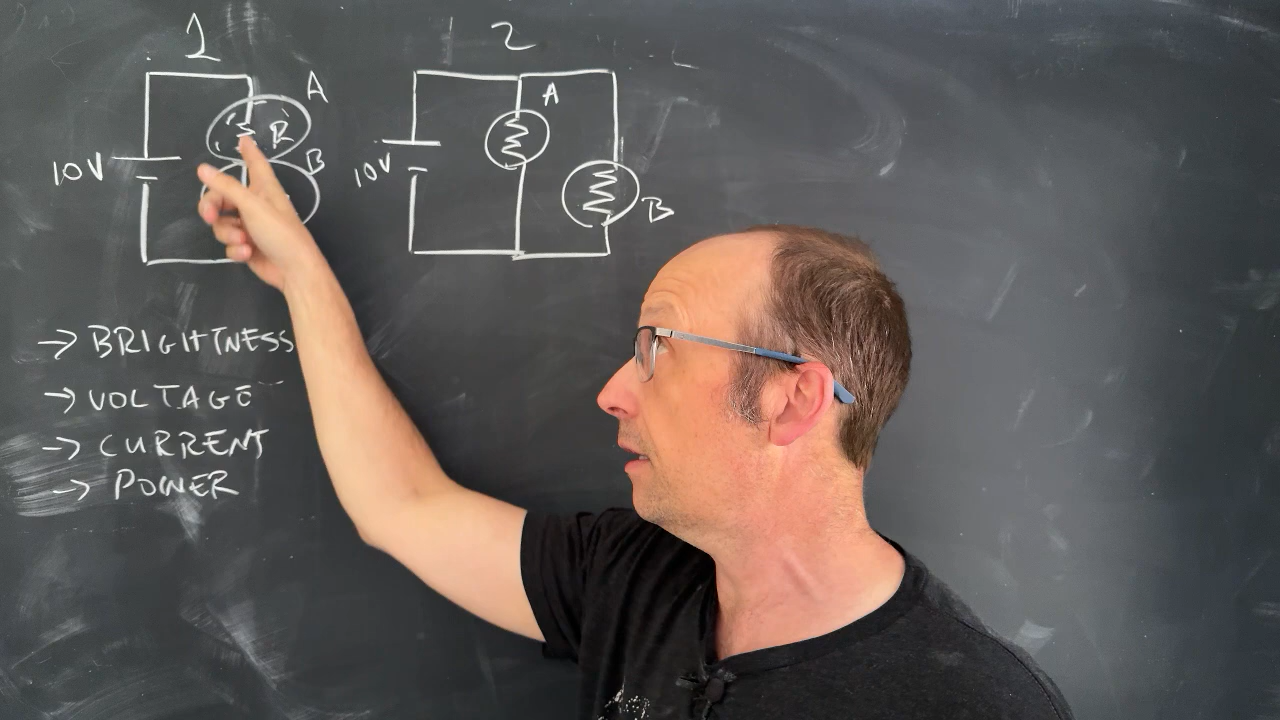 1
2
A
R
B
10V
10V
A
B
→ BRIGHTNESS
→ VOLTAGE
→ CURRENT
→ POWER